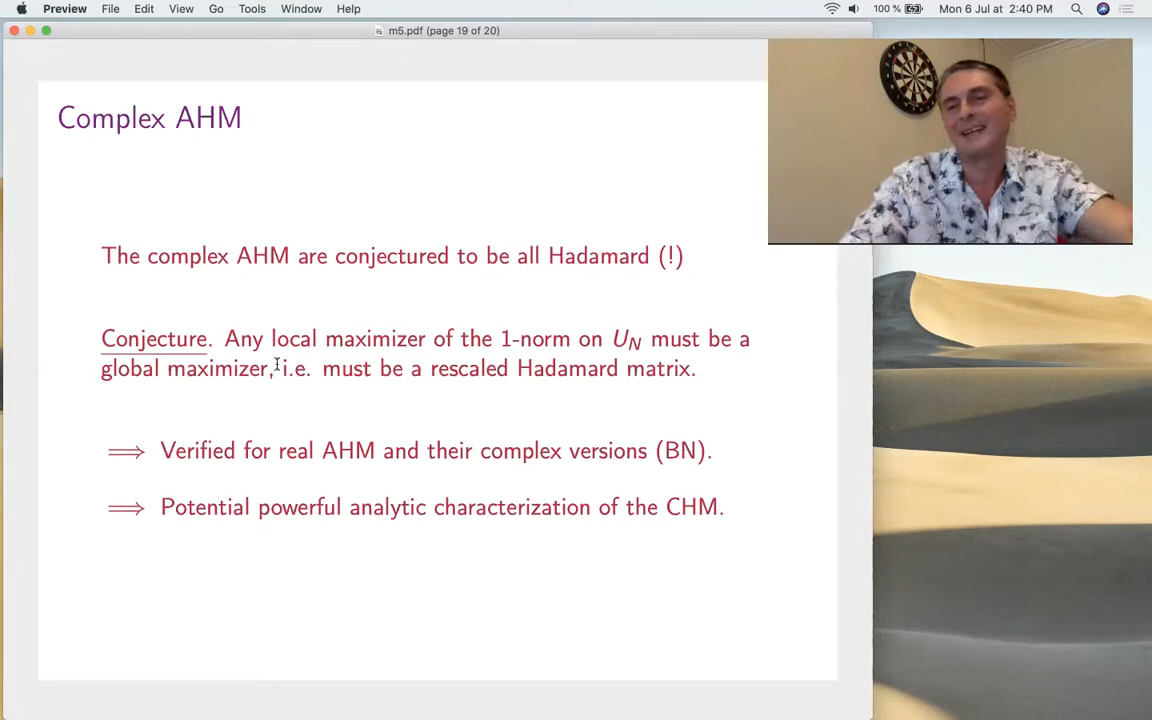 Preview File Edit View Go Tools Window Help 100 % Mon 6 Jul at 2:40 PM
m5.pdf (page 19 of 20)
Complex AHM
The complex AHM are conjectured to be all Hadamard (!)
Conjecture. Any local maximizer of the 1-norm on U_N must be a
global maximizer, i.e. must be a rescaled Hadamard matrix.
⟹ Verified for real AHM and their complex versions (BN).
⟹ Potential powerful analytic characterization of the CHM.